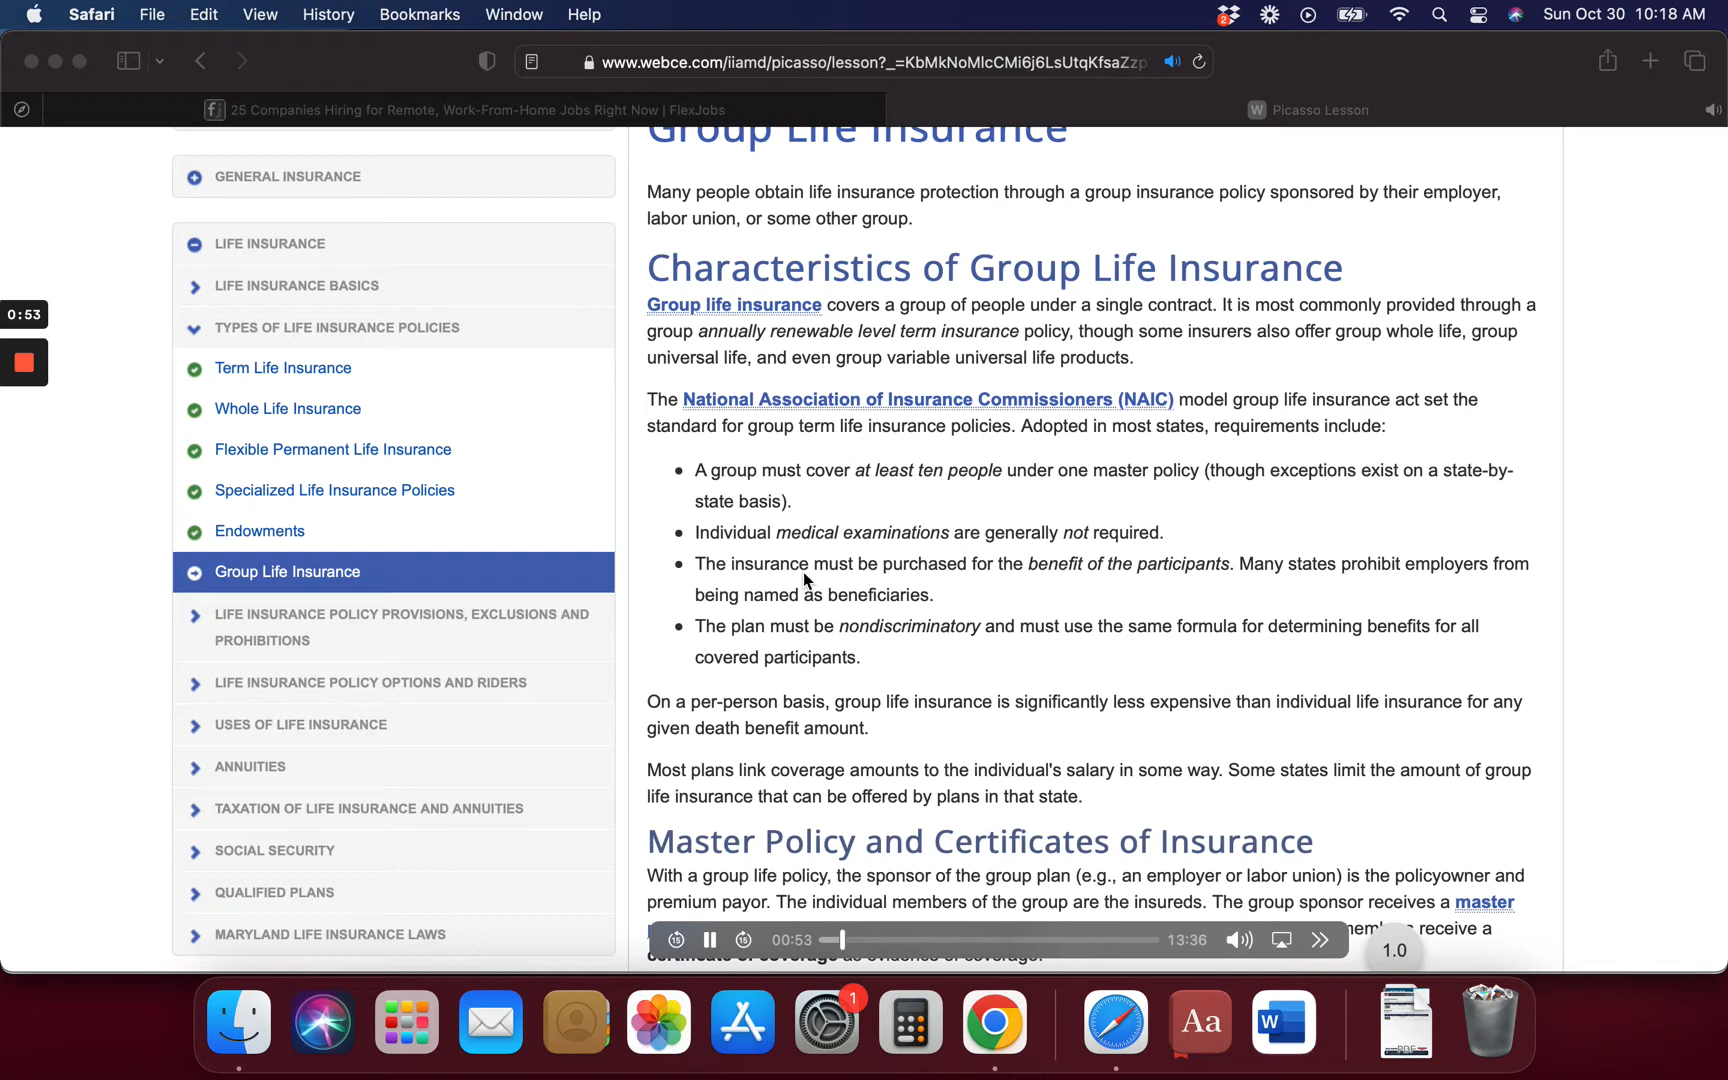 Safari File Edit View History Bookmarks Window Help
2
Sun Oct 30 10:18 AM
www.webce.com/iiamd/picasso/lesson?_=KbMkNoMlcCMi6j6LsUtqKfsaZzp
25 Companies Hiring for Remote, Work-From-Home Jobs Right Now | FlexJobs
W Picasso Lesson
0:53
GENERAL INSURANCE
LIFE INSURANCE
LIFE INSURANCE BASICS
TYPES OF LIFE INSURANCE POLICIES
Term Life Insurance
Whole Life Insurance
Flexible Permanent Life Insurance
Specialized Life Insurance Policies
Endowments
Group Life Insurance
LIFE INSURANCE POLICY PROVISIONS, EXCLUSIONS AND
PROHIBITIONS
LIFE INSURANCE POLICY OPTIONS AND RIDERS
USES OF LIFE INSURANCE
ANNUITIES
TAXATION OF LIFE INSURANCE AND ANNUITIES
SOCIAL SECURITY
QUALIFIED PLANS
MARYLAND LIFE INSURANCE LAWS
Group Life Insurance
Many people obtain life insurance protection through a group insurance policy sponsored by their employer,
labor union, or some other group.
Characteristics of Group Life Insurance
Group life insurance covers a group of people under a single contract. It is most commonly provided through a
group annually renewable level term insurance policy, though some insurers also offer group whole life, group
universal life, and even group variable universal life products.
The National Association of Insurance Commissioners (NAIC) model group life insurance act set the
standard for group term life insurance policies. Adopted in most states, requirements include:
• A group must cover at least ten people under one master policy (though exceptions exist on a state-by-
state basis).
• Individual medical examinations are generally not required.
• The insurance must be purchased for the benefit of the participants. Many states prohibit employers from
being named as beneficiaries.
• The plan must be nondiscriminatory and must use the same formula for determining benefits for all
covered participants.
On a per-person basis, group life insurance is significantly less expensive than individual life insurance for any
given death benefit amount.
Most plans link coverage amounts to the individual's salary in some way. Some states limit the amount of group
life insurance that can be offered by plans in that state.
Master Policy and Certificates of Insurance
With a group life policy, the sponsor of the group plan (e.g., an employer or labor union) is the policyowner and
premium payor. The individual members of the group are the insureds. The group sponsor receives a master
receive a
certificate of coverage as evidence of coverage.
15 15 00:53 13:36
1.0
1
Aa
W
PDF